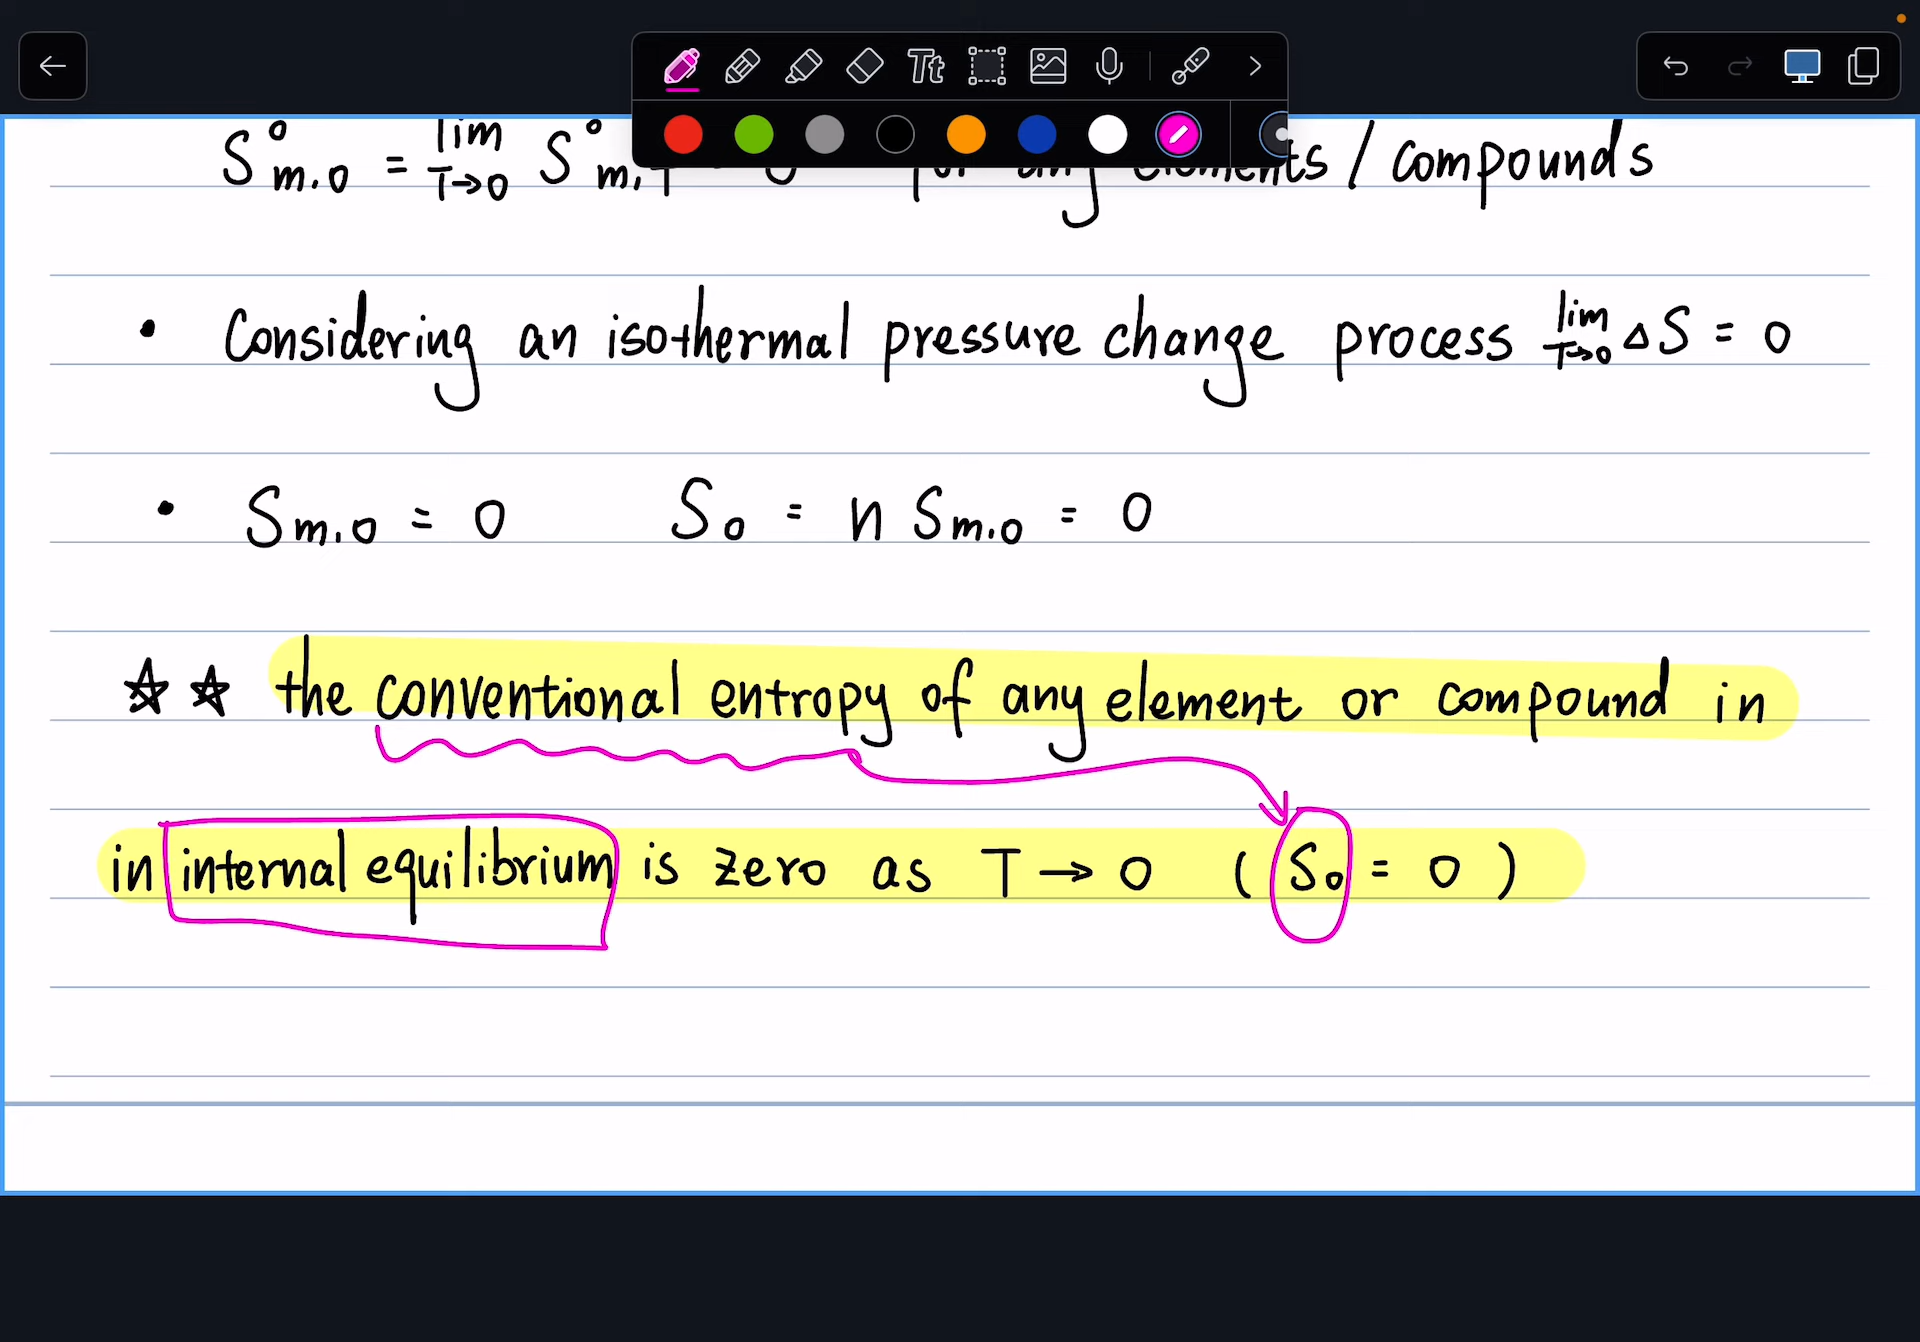 Tt
S°m,0 = lim T→0 S°m,T elements / compounds
• Considering an isothermal pressure change process lim T→0 ΔS = 0
• Sm,0 = 0 S0 = n Sm,0 = 0
☆☆ the conventional entropy of any element or compound in
in internal equilibrium is zero as T → 0 ( S0 = 0 )